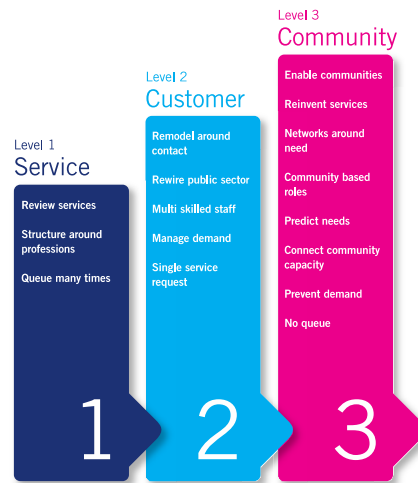 Level 1
Service
Review services
Structure around
professions
Queue many times
1
Level 2
Customer
Remodel around
contact
Rewire public sector
Multi skilled staff
Manage demand
Single service
request
2
Level 3
Community
Enable communities
Reinvent services
Networks around
need
Community based
roles
Predict needs
Connect community
capacity
Prevent demand
No queue
3